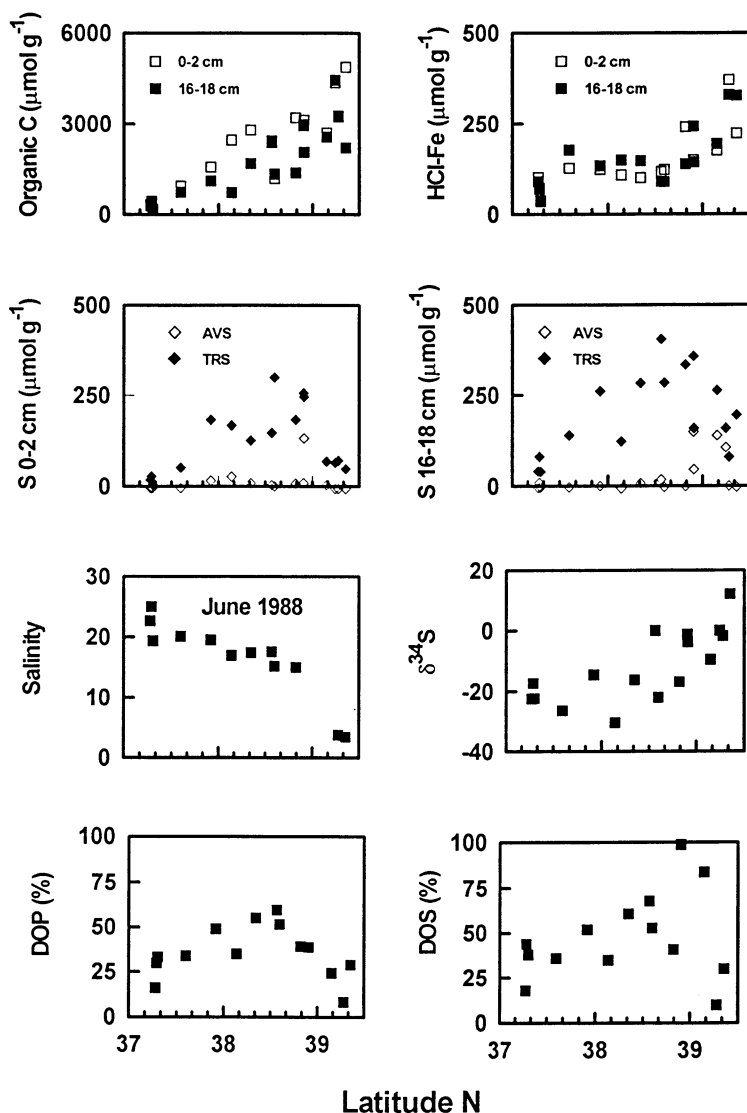 6000
3000
0
Organic C (μmol g⁻¹)
0-2 cm
16-18 cm
500
250
0
HCl-Fe (μmol g⁻¹)
0-2 cm
16-18 cm
500
250
0
S 0-2 cm (μmol g⁻¹)
AVS
TRS
500
250
0
S 16-18 cm (μmol g⁻¹)
AVS
TRS
30
20
10
0
Salinity
June 1988
20
0
-20
-40
δ³⁴S
100
75
50
25
0
DOP (%)
37 38 39
100
75
50
25
0
DOS (%)
37 38 39
Latitude N